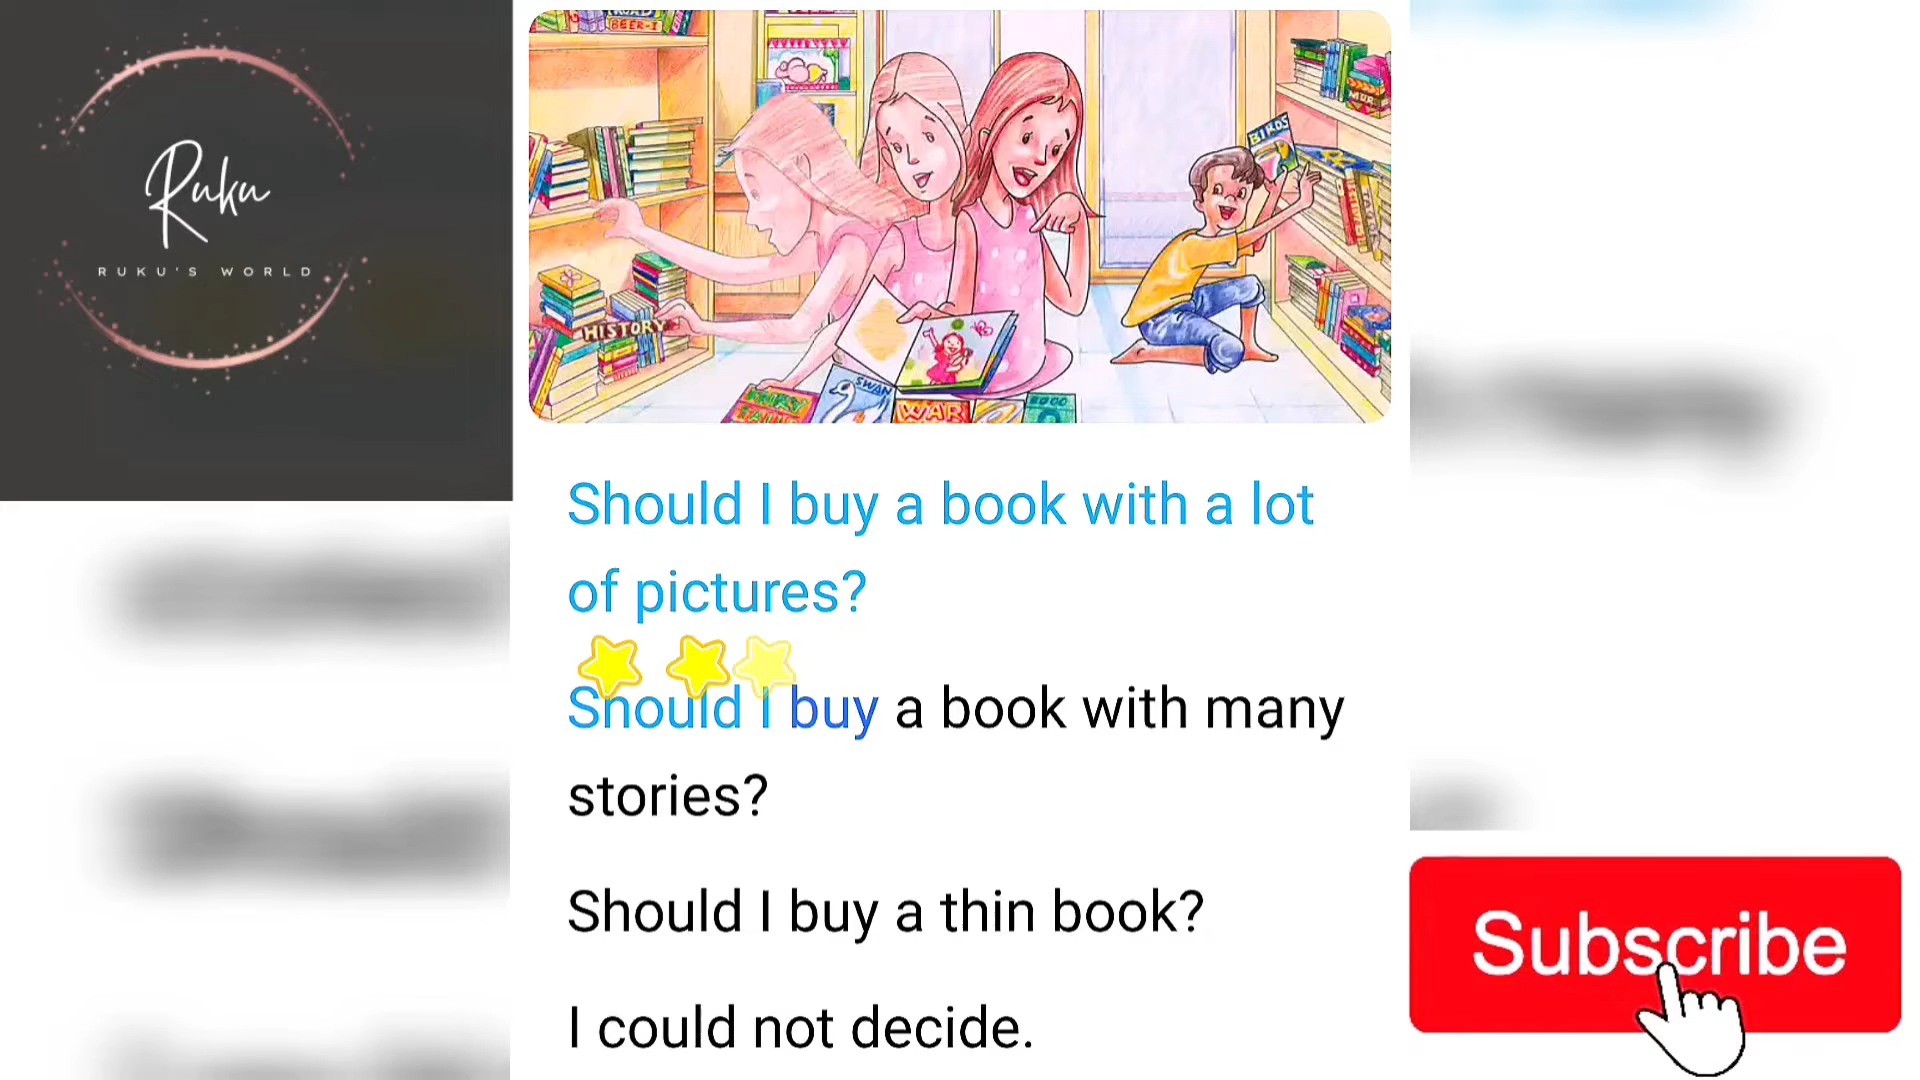 BEER-I
BIRDS
Ruku
RUKU'S WORLD
HISTORY
SWAN
WAR
Should I buy a book with a lot
of pictures?
Should I buy a book with many
stories?
Should I buy a thin book?
I could not decide.
Subscribe